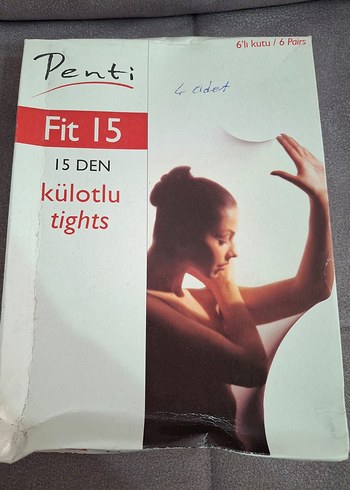 6'lı kutu / 6 Pairs
Penti
4 adet
Fit 15
15 DEN
külotlu
tights